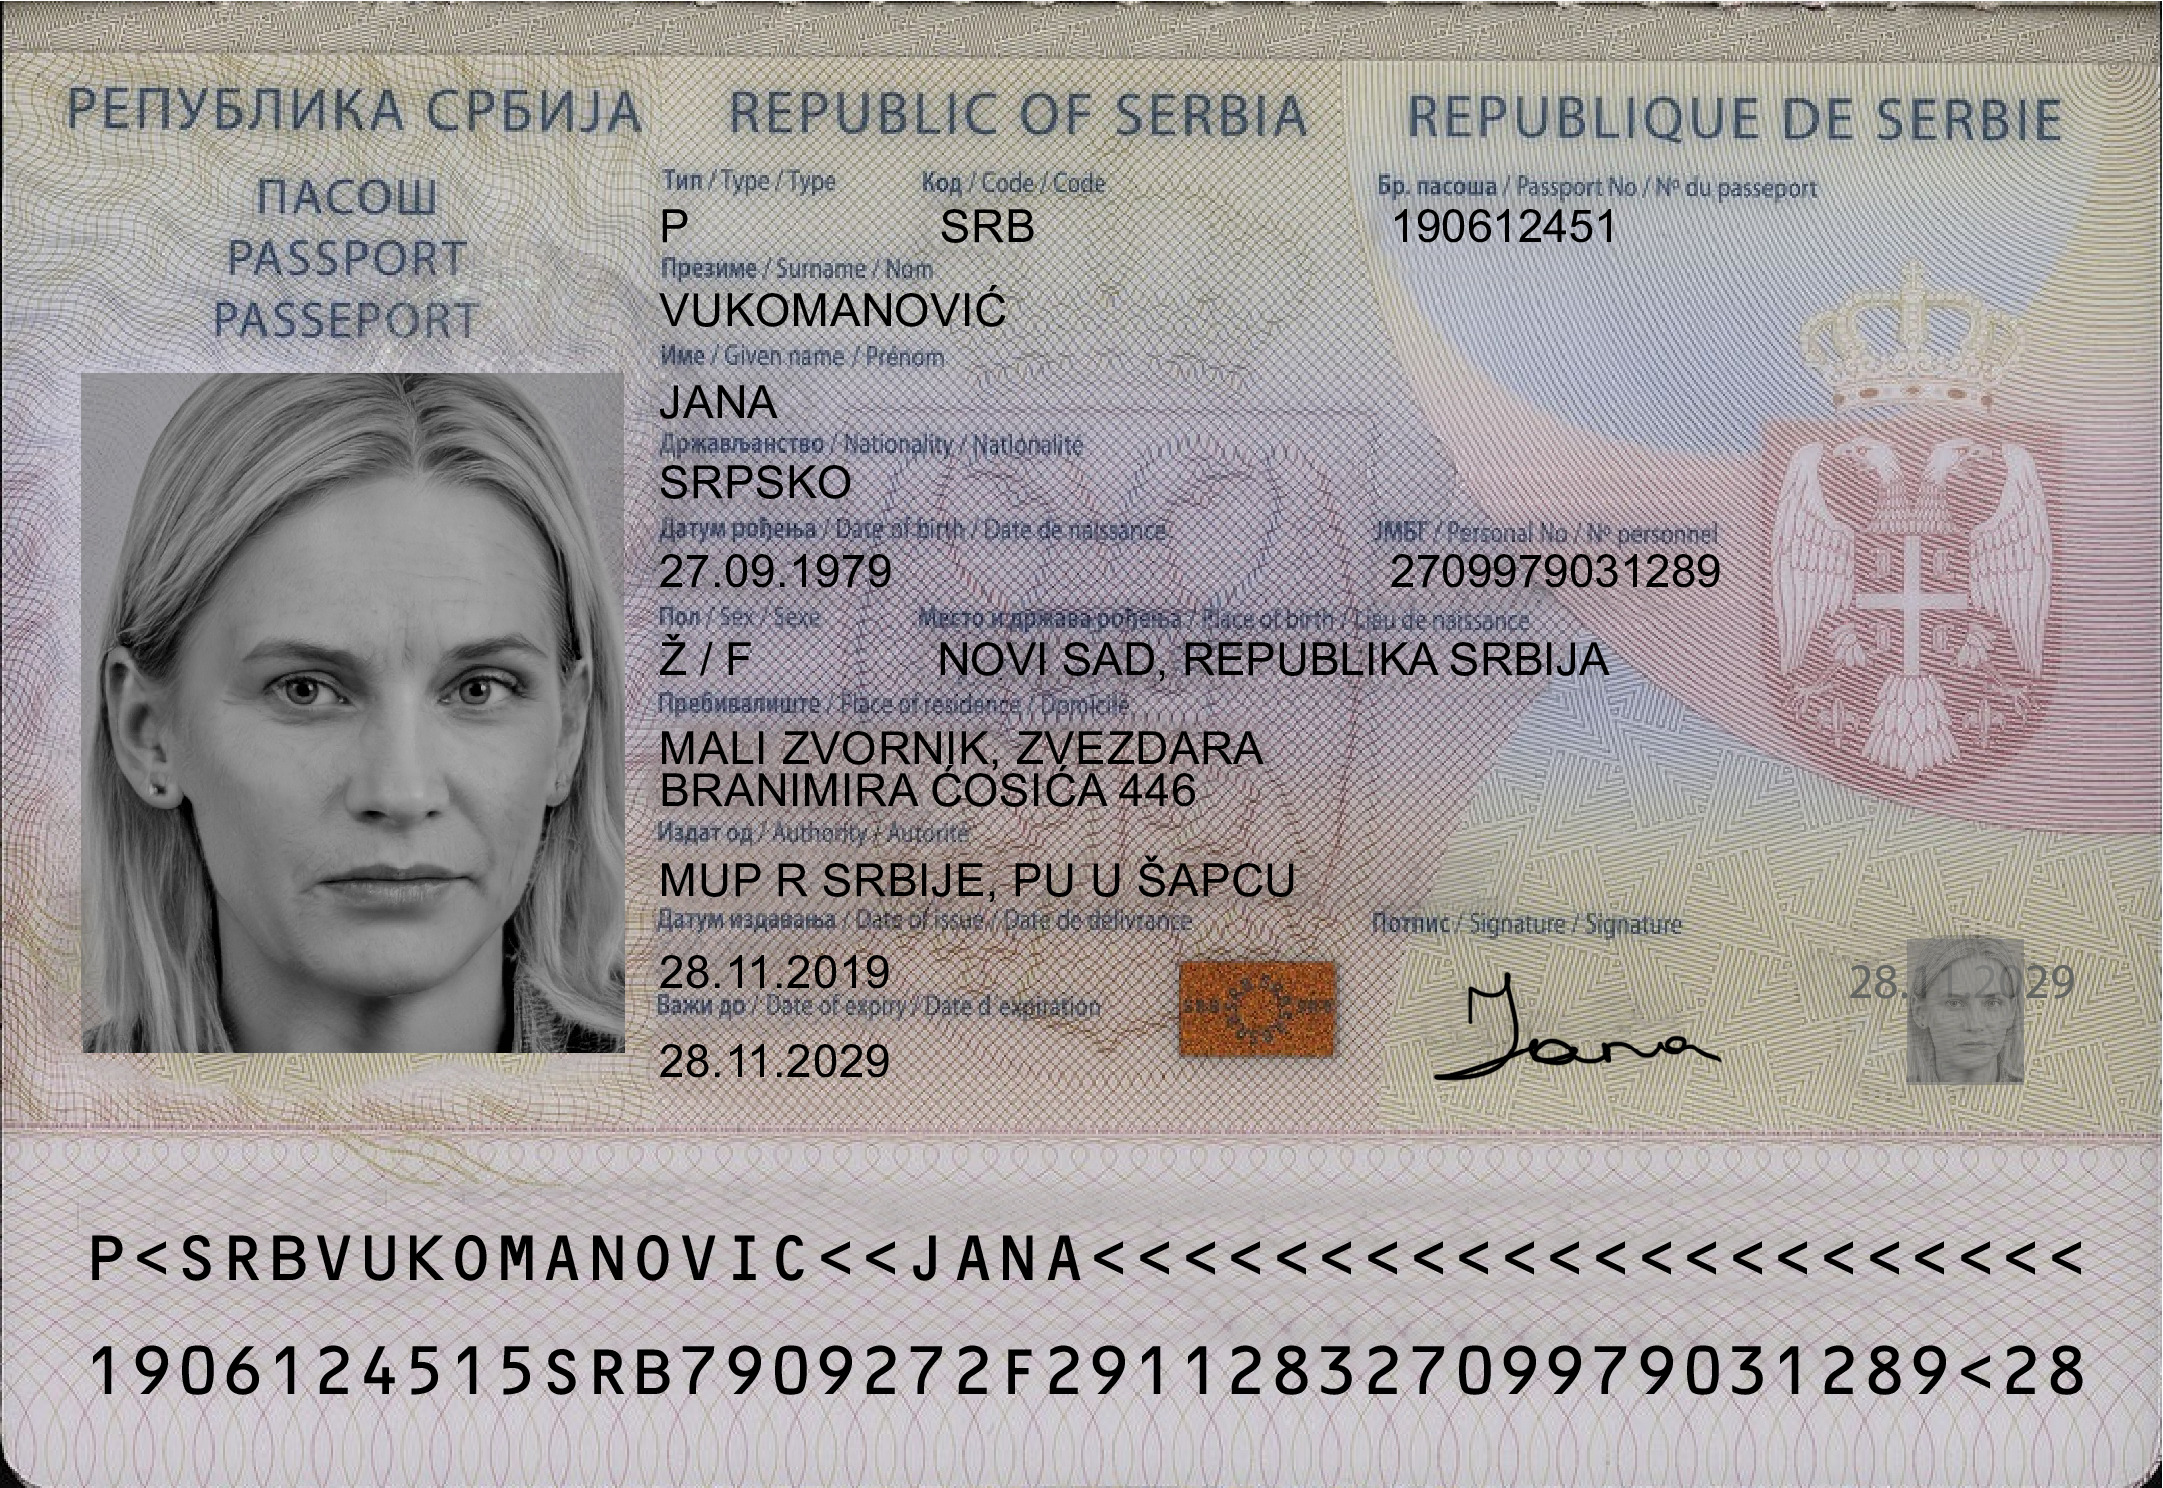 РЕПУБЛИКА СРБИЈА REPUBLIC OF SERBIA REPUBLIQUE DE SERBIE
ПАСОШ
PASSPORT
PASSEPORT
Тип / Type / Type Код / Code / Code Бр. пасоша / Passport No / Nº du passeport
P SRB 190612451
Презиме / Surname / Nom
VUKOMANOVIĆ
Име / Given name / Prénom
JANA
Држављанство / Nationality / Nationalité
SRPSKO
Датум рођења / Date of birth / Date de naissance ЈМБГ / Personal No / Nº personnel
27.09.1979 2709979031289
Пол / Sex / Sexe Место и држава рођења / Place of birth / Lieu de naissance
Ž / F NOVI SAD, REPUBLIKA SRBIJA
Пребивалиште / Place of residence / Domicile
MALI ZVORNIK, ZVEZDARA
BRANIMIRA ĆOSIĆA 446
Издат од / Authority / Autorité
MUP R SRBIJE, PU U ŠAPCU
Датум издавања / Date of issue / Date de délivrance Потпис / Signature / Signature
28.11.2019 28.11.2029
Важи до / Date of expiry / Date d expiration
Jana
28.11.2029
P<SRBVUKOMANOVIC<<JANA<<<<<<<<<<<<<<<<<<<<<<
1906124515SRB7909272F29112832709979031289<28